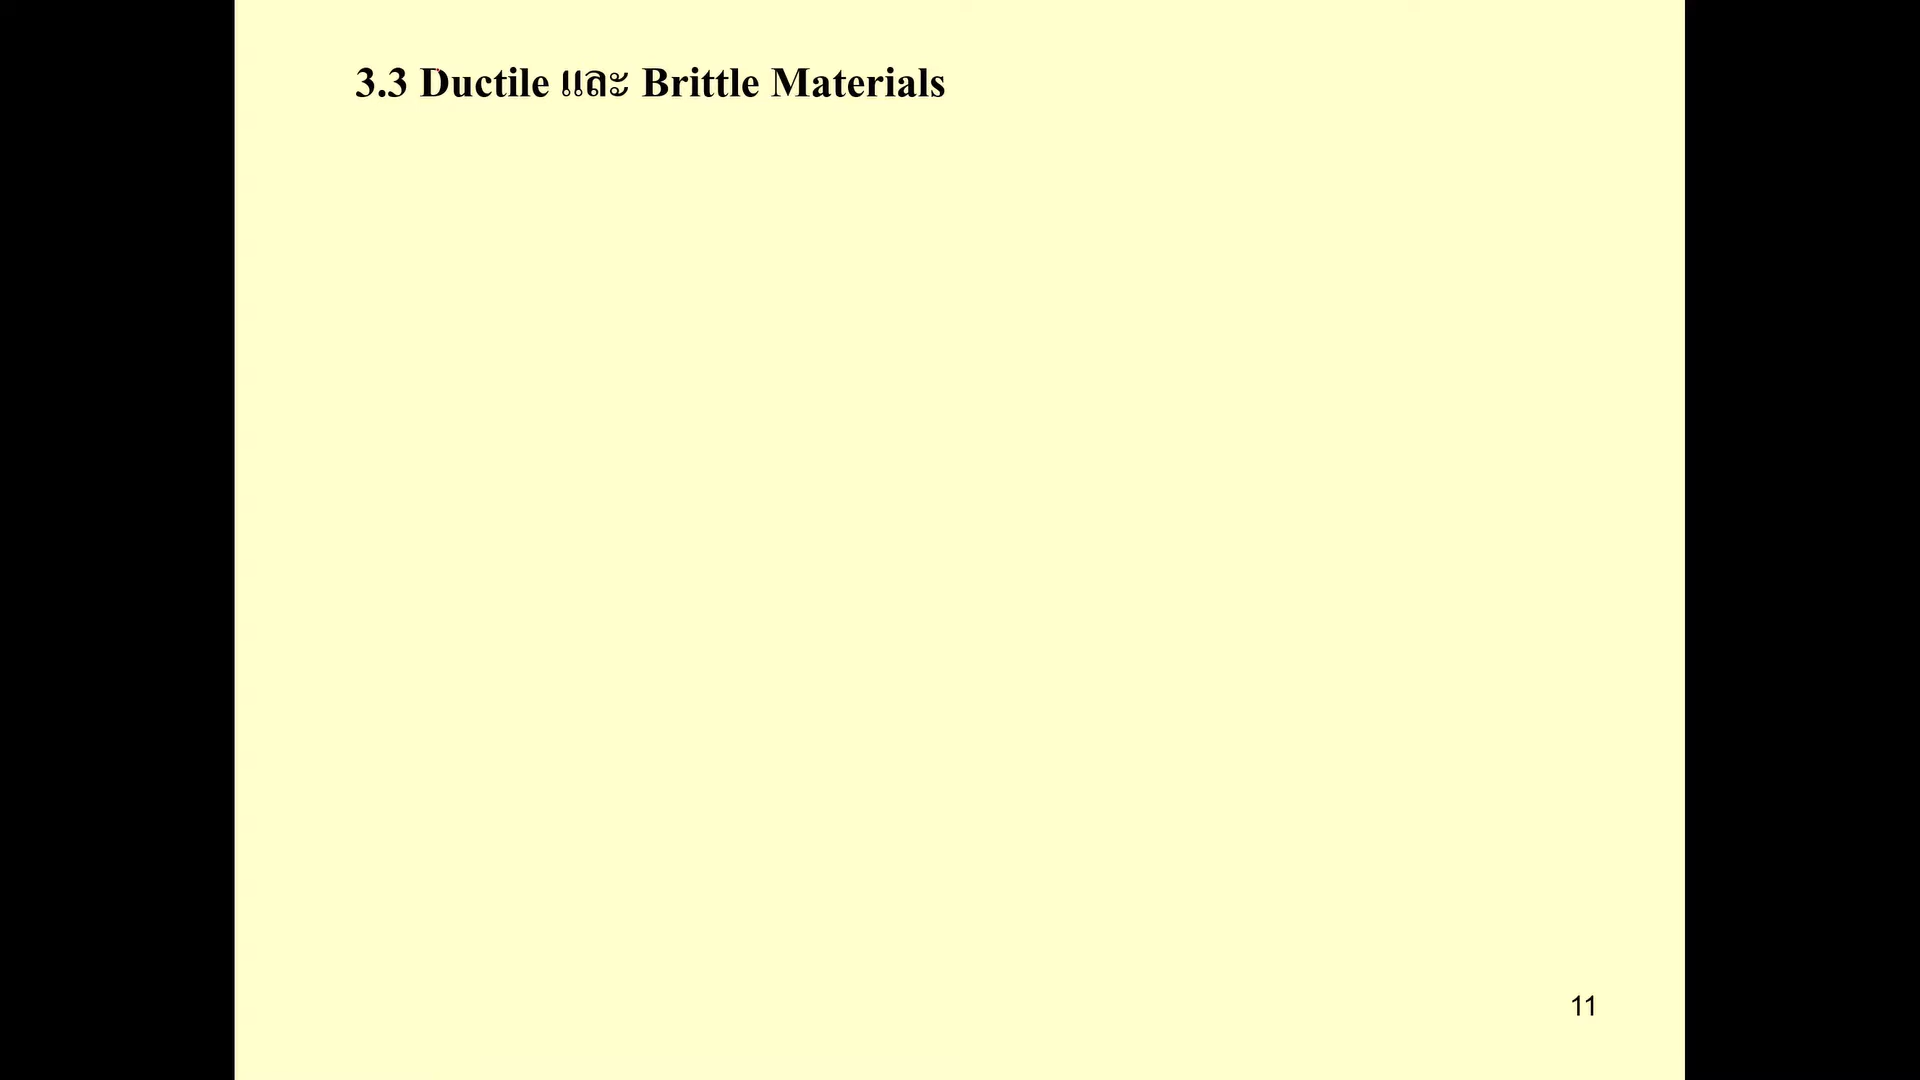 3.3 Ductile และ Brittle Materials
11